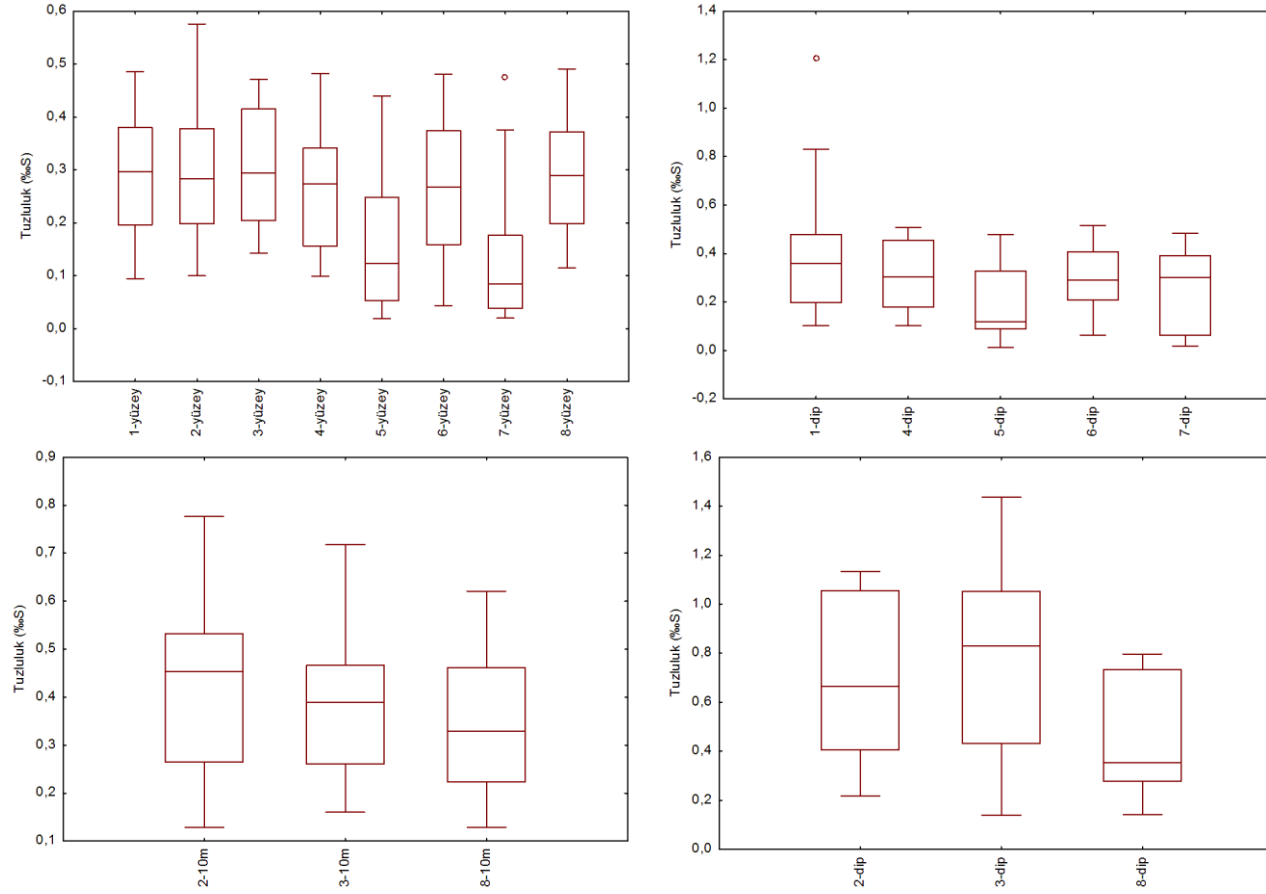 Tuzluluk (‰S)
0,6
0,5
0,4
0,3
0,2
0,1
0,0
-0,1
1-yüzey
2-yüzey
3-yüzey
4-yüzey
5-yüzey
6-yüzey
7-yüzey
8-yüzey
Tuzluluk (‰S)
1,4
1,2
1,0
0,8
0,6
0,4
0,2
0,0
-0,2
1-dip
4-dip
5-dip
6-dip
7-dip
Tuzluluk (‰S)
0,9
0,8
0,7
0,6
0,5
0,4
0,3
0,2
0,1
2-10m
3-10m
8-10m
Tuzluluk (‰S)
1,6
1,4
1,2
1,0
0,8
0,6
0,4
0,2
0,0
2-dip
3-dip
8-dip